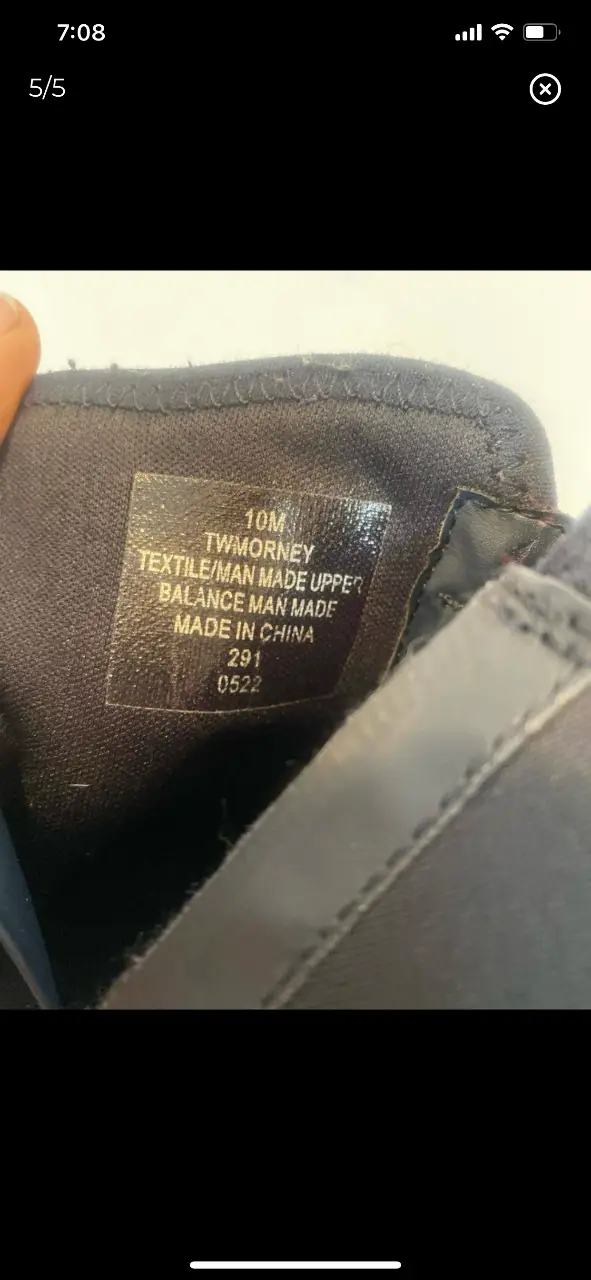 7:08
5/5
10M
TWMORNEY
TEXTILE/MAN MADE UPPER
BALANCE MAN MADE
MADE IN CHINA
291
0522